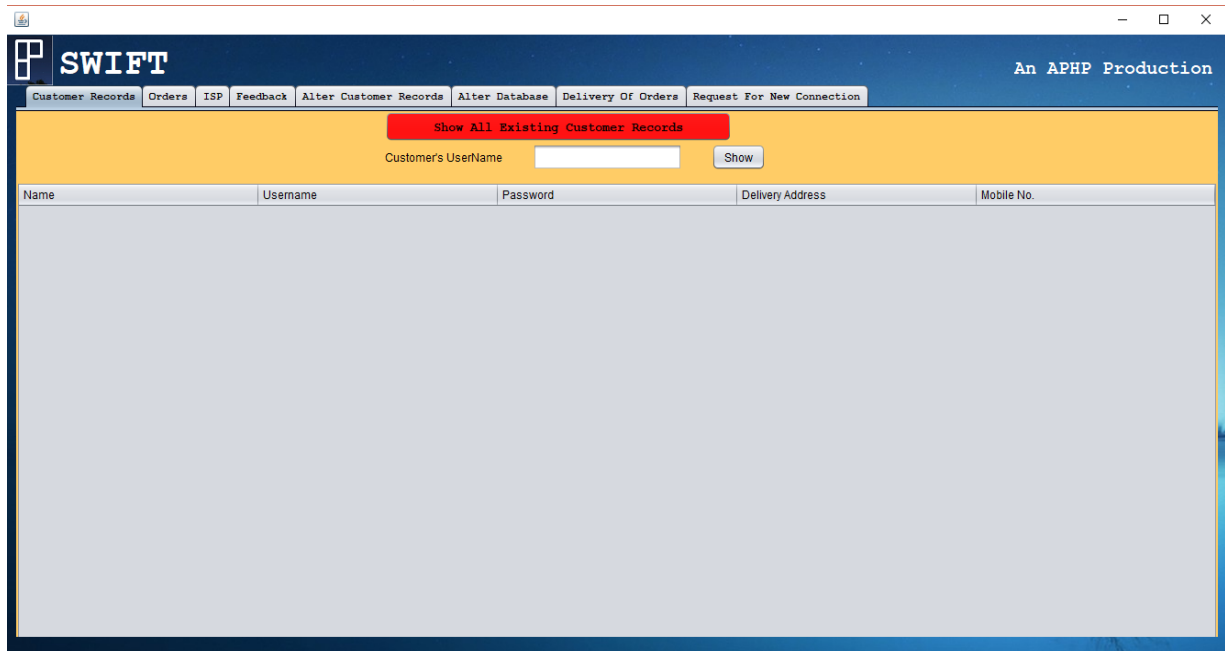 SWIFT
An APHP Production
Customer Records Orders ISP Feedback Alter Customer Records Alter Database Delivery Of Orders Request For New Connection
Show All Existing Customer Records
Customer's UserName Show
Name Username Password Delivery Address Mobile No.